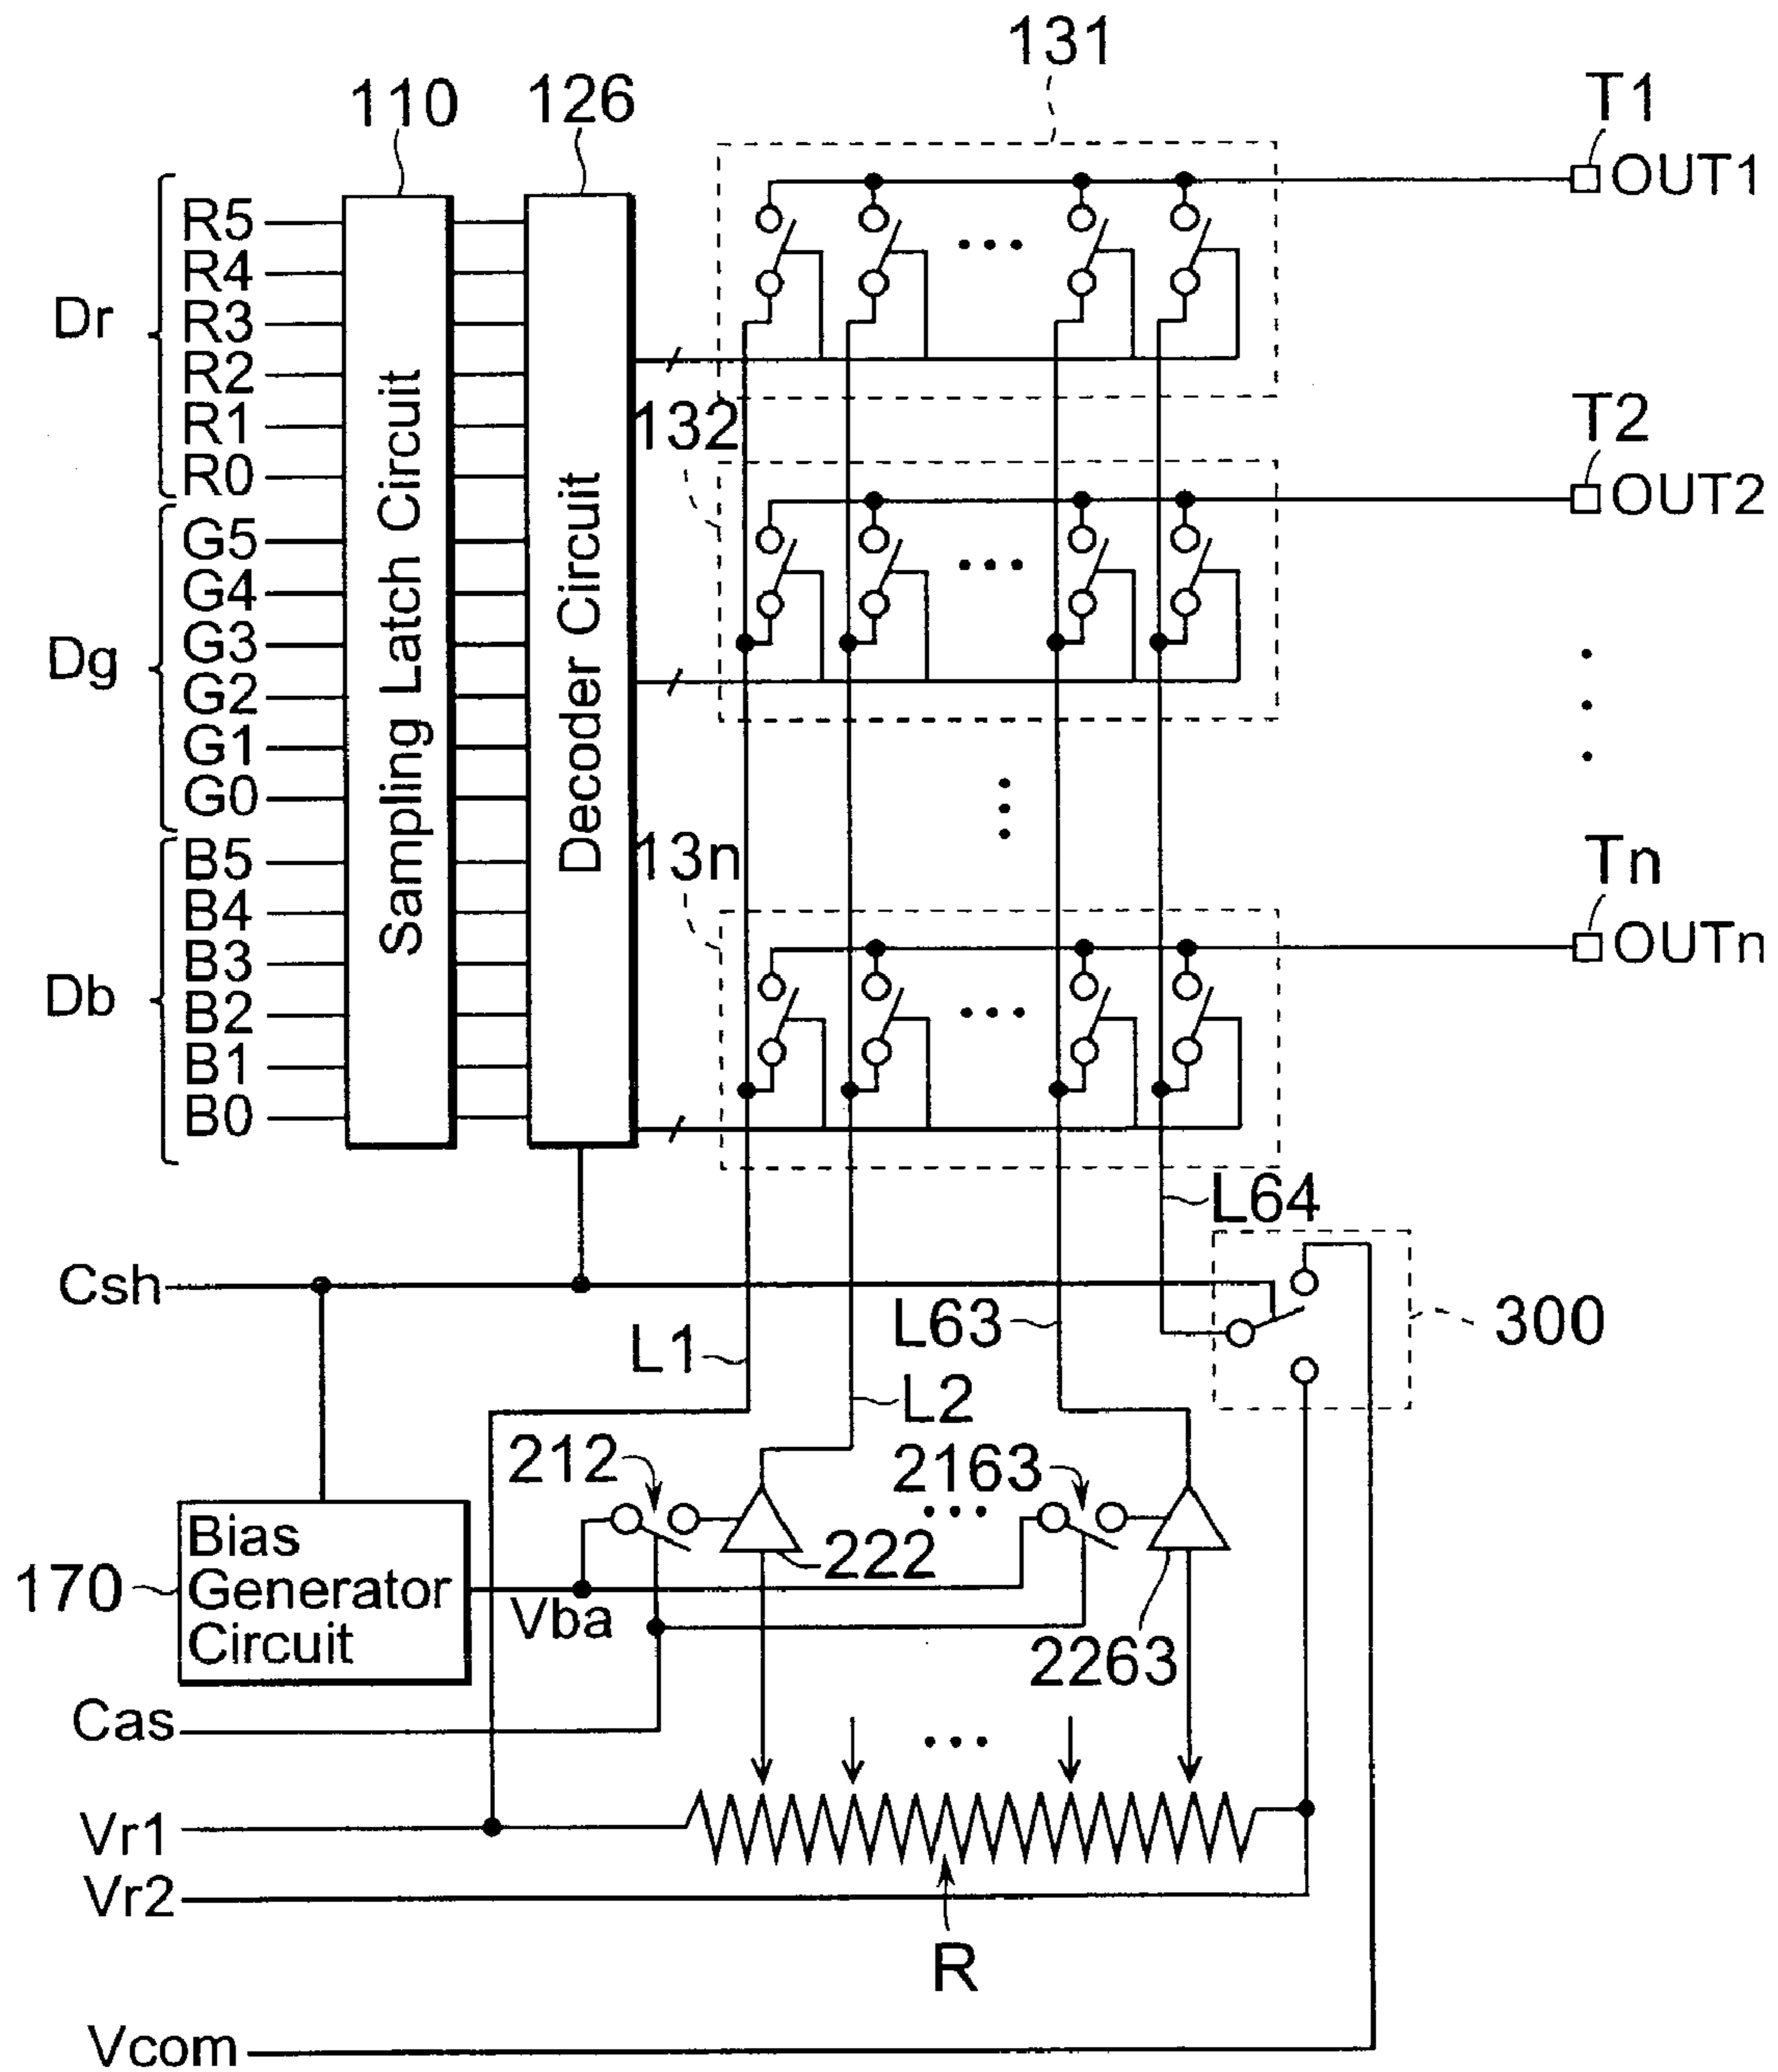 131
T1
110
126
OUT1
Dr
R5
R4
R3
R2
R1
R0
132
T2
OUT2
Dg
G5
G4
G3
G2
G1
G0
Sampling Latch Circuit
Decoder Circuit
13n
Tn
OUTn
Db
B5
B4
B3
B2
B1
B0
L64
Csh
L63
300
L1
L2
212
2163
Bias
Generator
Circuit
170
222
Vba
2263
Cas
Vr1
Vr2
R
Vcom